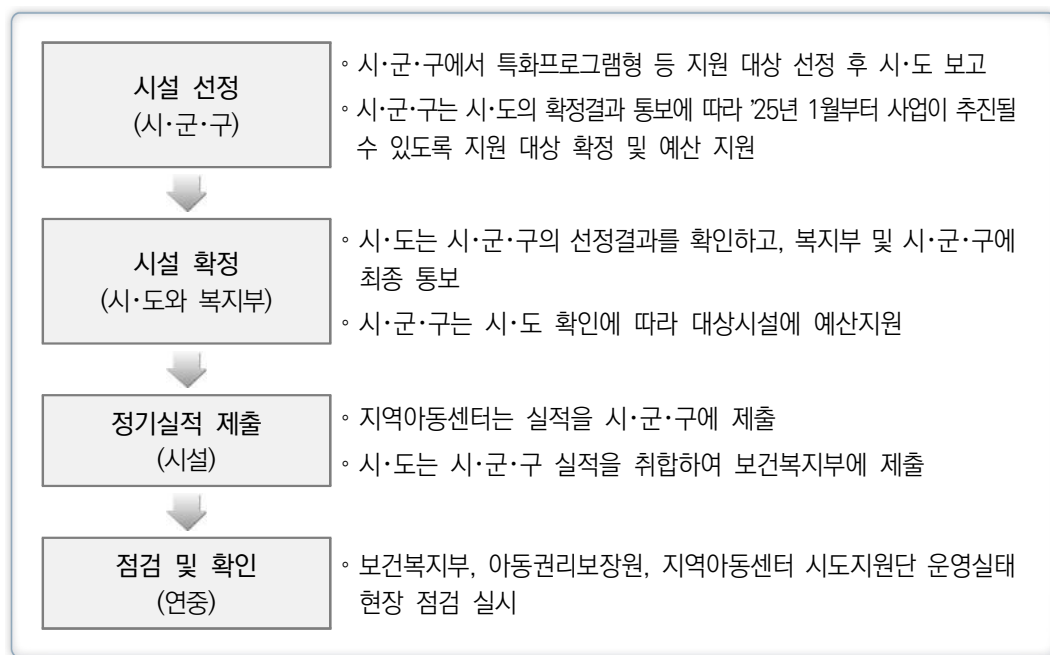 시설 선정
(시·군·구)
◦ 시·군·구에서 특화프로그램형 등 지원 대상 선정 후 시·도 보고
◦ 시·군·구는 시·도의 확정결과 통보에 따라 ’25년 1월부터 사업이 추진될
수 있도록 지원 대상 확정 및 예산 지원
시설 확정
(시·도와 복지부)
◦ 시·도는 시·군·구의 선정결과를 확인하고, 복지부 및 시·군·구에
최종 통보
◦ 시·군·구는 시·도 확인에 따라 대상시설에 예산지원
정기실적 제출
(시설)
◦ 지역아동센터는 실적을 시·군·구에 제출
◦ 시·도는 시·군·구 실적을 취합하여 보건복지부에 제출
점검 및 확인
(연중)
◦ 보건복지부, 아동권리보장원, 지역아동센터 시도지원단 운영실태
현장 점검 실시